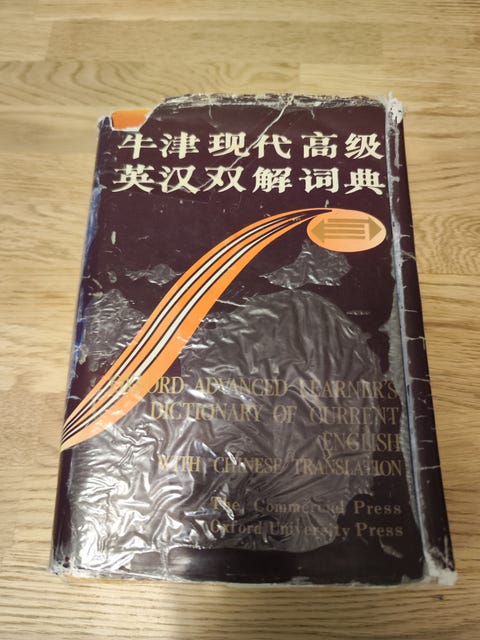 牛津现代高级
英汉双解词典
OXFORD ADVANCED LEARNER'S
DICTIONARY OF CURRENT
ENGLISH
WITH CHINESE TRANSLATION
The Commercial Press
Oxford University Press